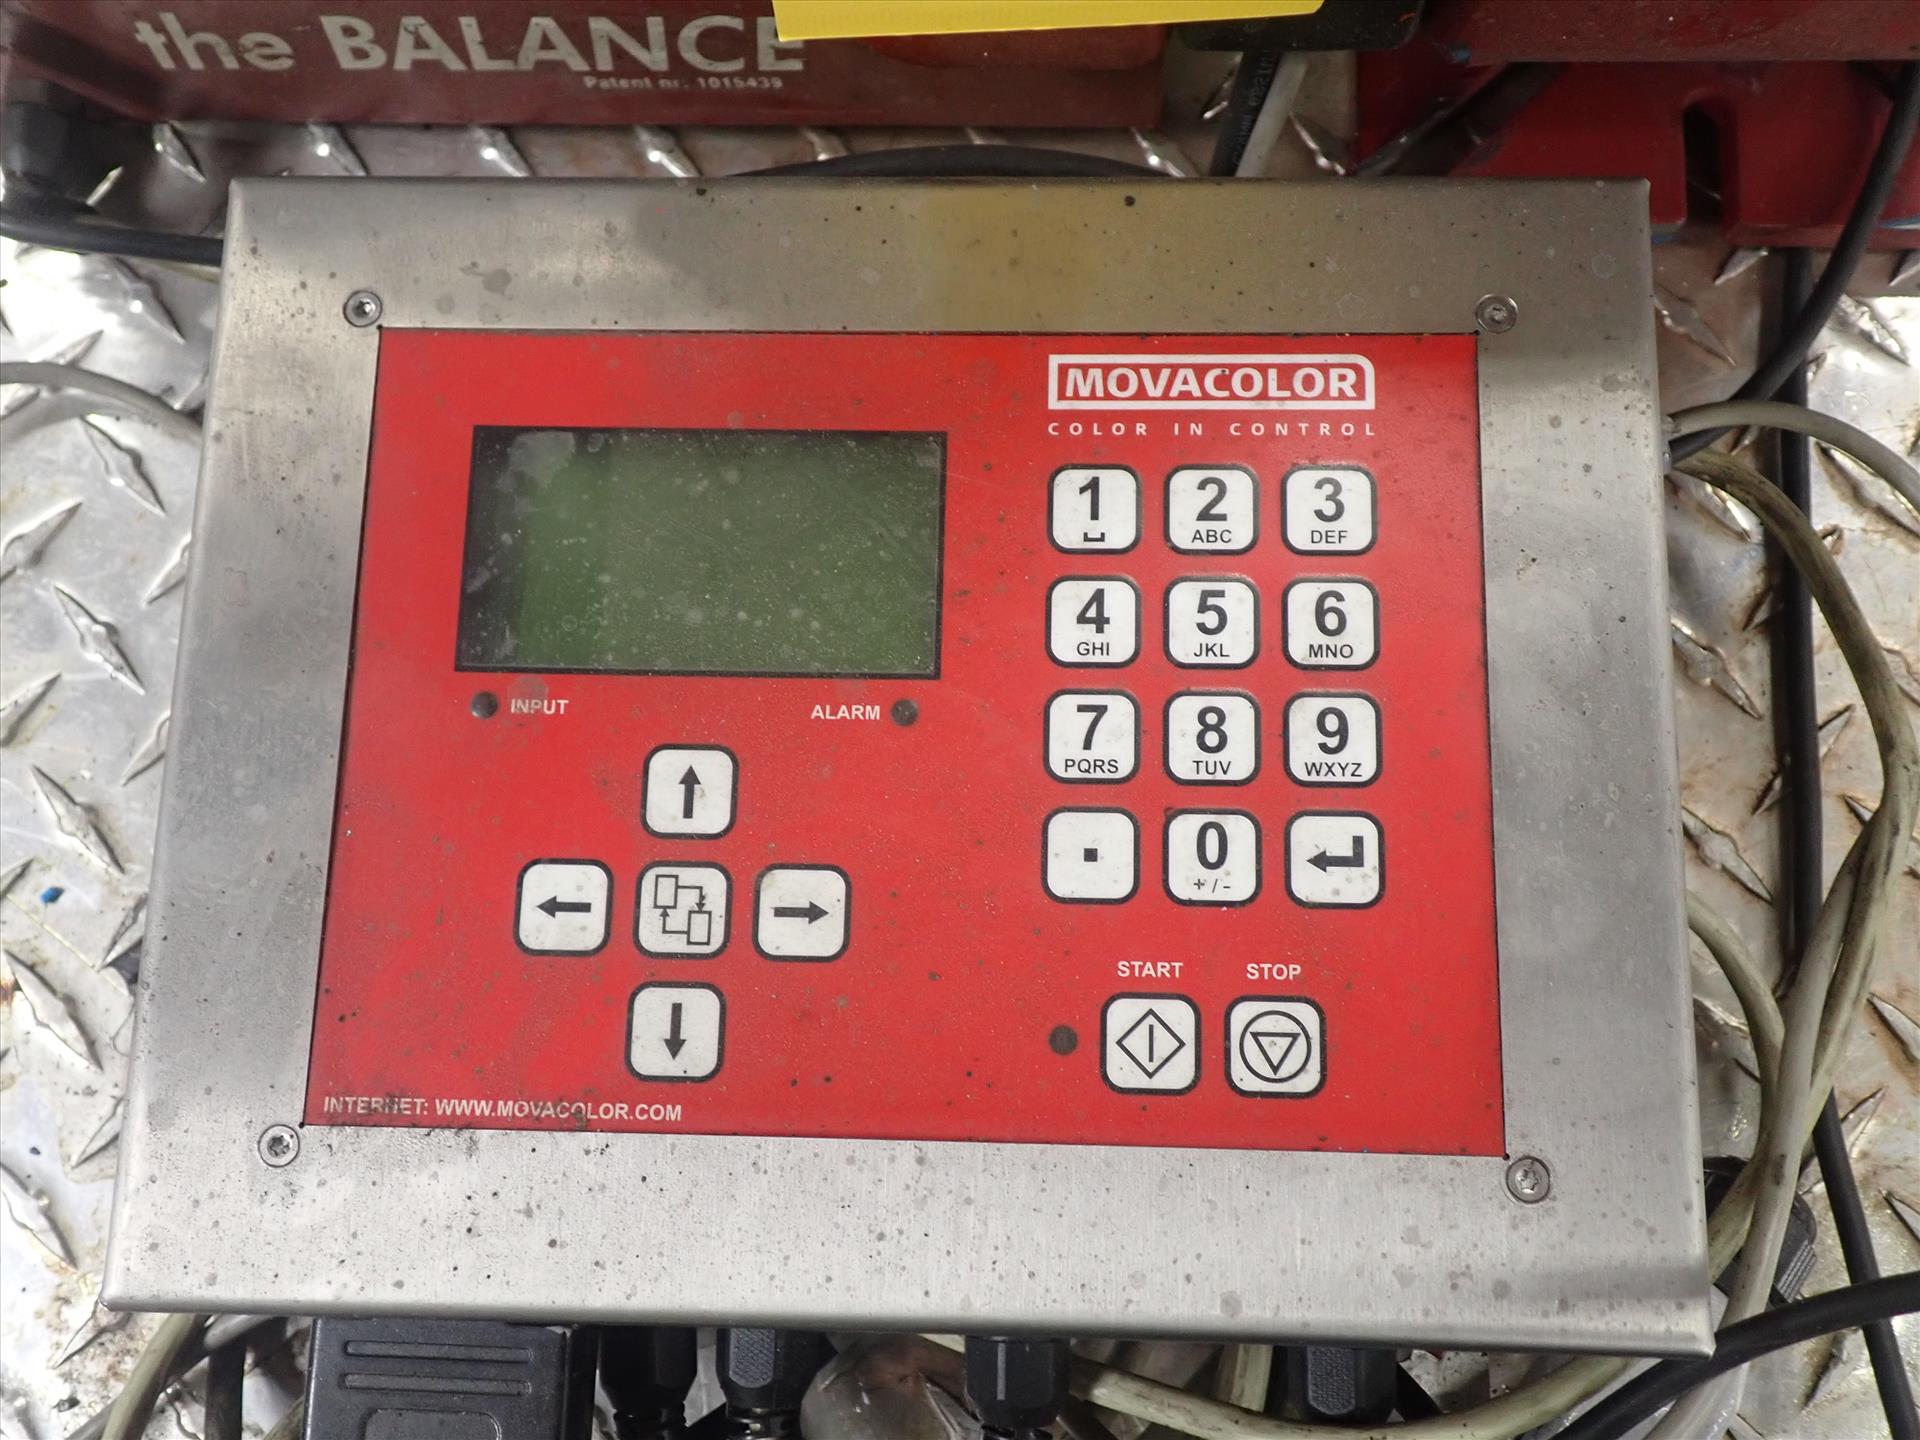 the BALANCE
Patent nr. 1015439
MOVACOLOR
COLOR IN CONTROL
1 2 3
ABC DEF
4 5 6
GHI JKL MNO
INPUT ALARM
7 8 9
PQRS TUV WXYZ
. 0
+ / -
START STOP
INTERNET: WWW.MOVACOLOR.COM